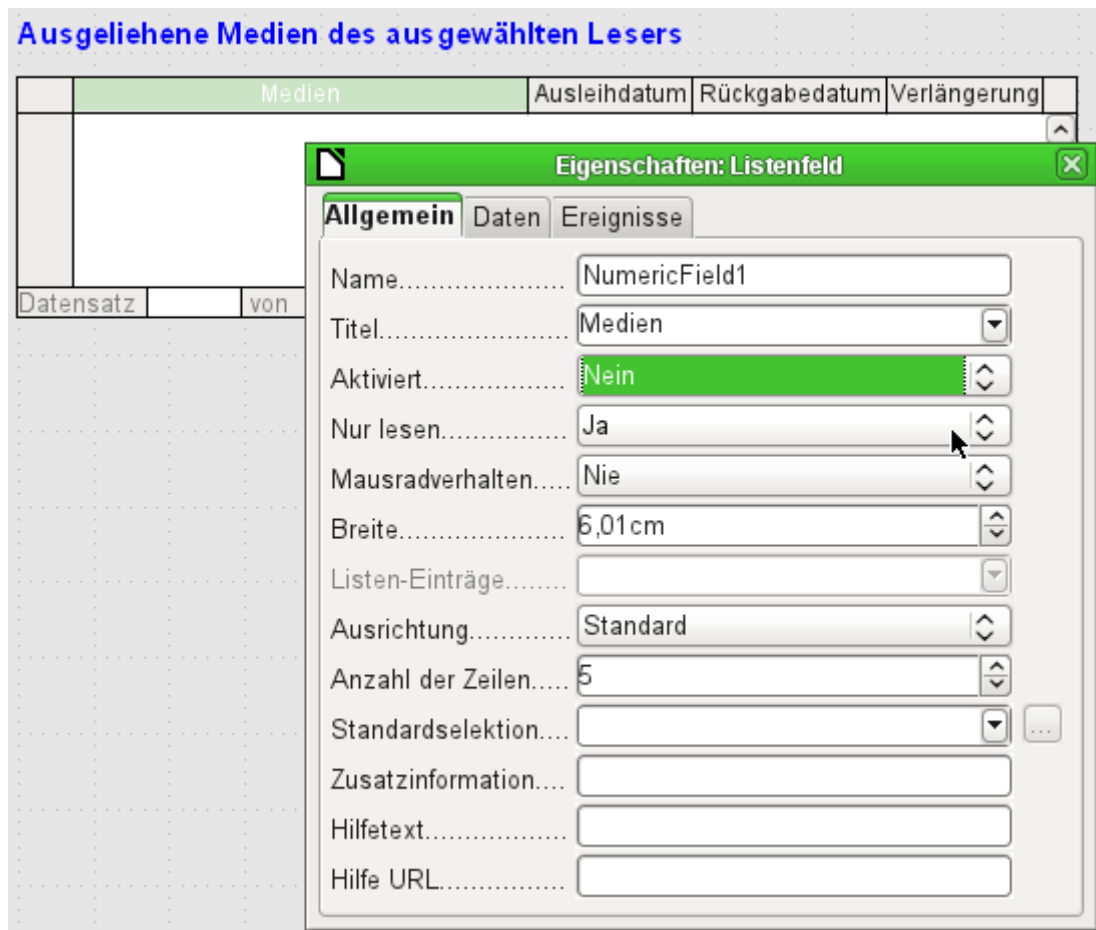 Ausgeliehene Medien des ausgewählten Lesers
Medien Ausleihdatum Rückgabedatum Verlängerung
Datensatz von
Eigenschaften: Listenfeld
Allgemein Daten Ereignisse
Name.................... NumericField1
Titel....................... Medien
Aktiviert................. Nein
Nur lesen............... Ja
Mausradverhalten..... Nie
Breite.................... 6,01cm
Listen-Einträge........
Ausrichtung............. Standard
Anzahl der Zeilen..... 5
Standardselektion.... ...
Zusatzinformation....
Hilfetext.................
Hilfe URL...............